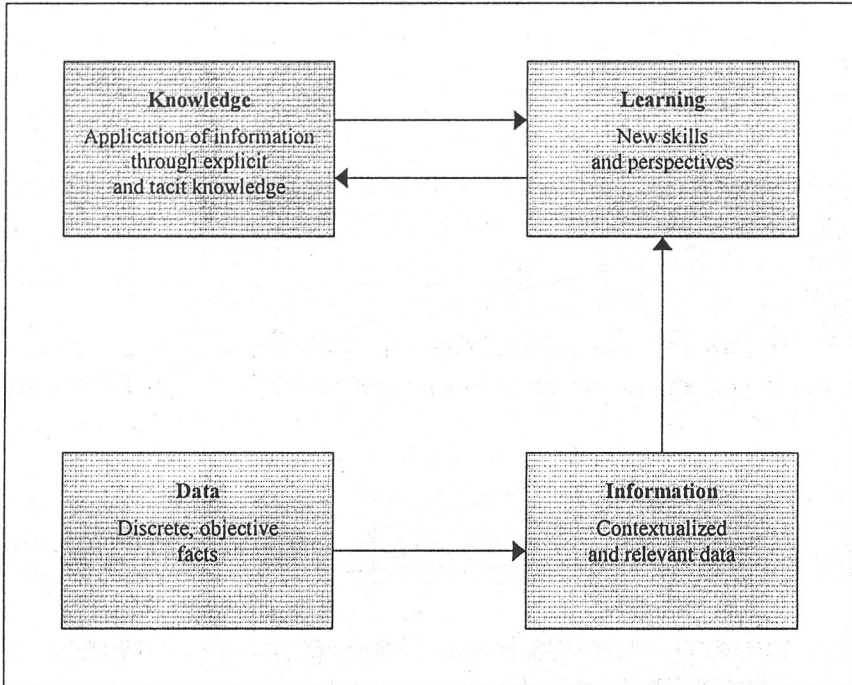 Knowledge
Application of information
through explicit
and tacit knowledge
Learning
New skills
and perspectives
Data
Discrete, objective
facts
Information
Contextualized
and relevant data